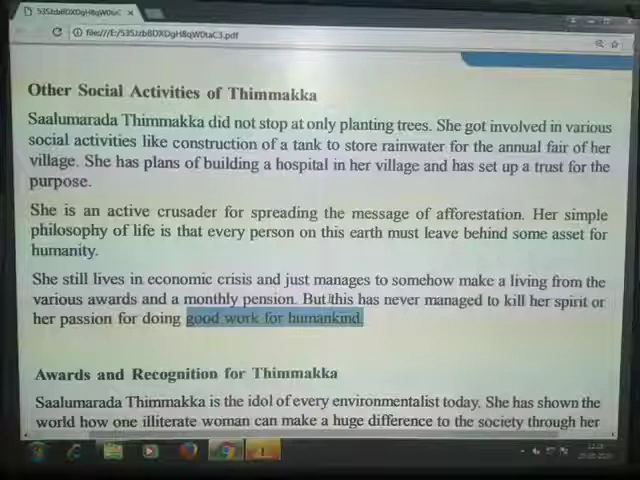 535JzbBDXDgH8qW0taC
file:///E:/535JzbBDXDgH8qW0taC3.pdf
Other Social Activities of Thimmakka
Saalumarada Thimmakka did not stop at only planting trees. She got involved in various
social activities like construction of a tank to store rainwater for the annual fair of her
village. She has plans of building a hospital in her village and has set up a trust for the
purpose.
She is an active crusader for spreading the message of afforestation. Her simple
philosophy of life is that every person on this earth must leave behind some asset for
humanity.
She still lives in economic crisis and just manages to somehow make a living from the
various awards and a monthly pension. But this has never managed to kill her spirit or
her passion for doing good work for humankind.
Awards and Recognition for Thimmakka
Saalumarada Thimmakka is the idol of every environmentalist today. She has shown the
world how one illiterate woman can make a huge difference to the society through her